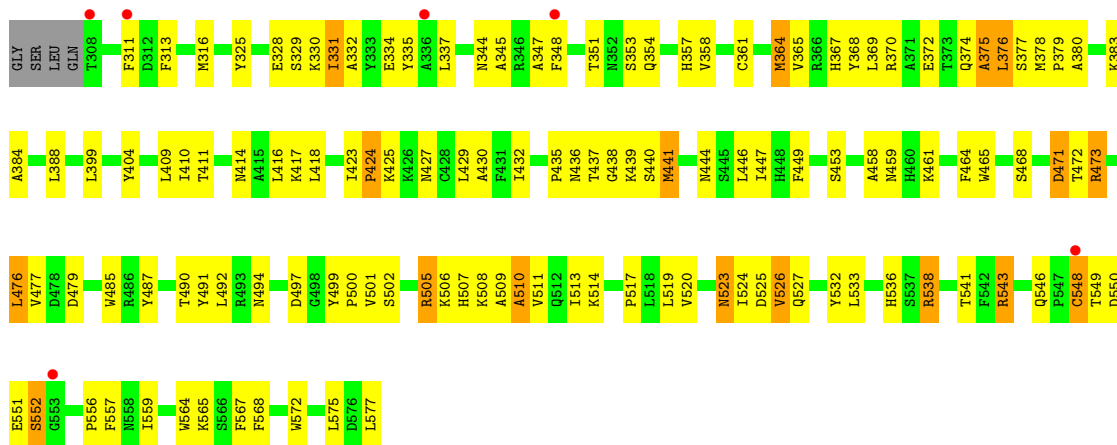 GLY SER LEU GLN T308 F311 D312 F313 M316 Y325 E328 S329 K330 I331 A332 Y333 E334 Y335 A336 L337 N344 A345 R346 A347 F348 T351 N352 S353 Q354 H357 V358 C361 M364 V365 R366 H367 Y368 L369 R370 A371 E372 T373 Q374 A375 L376 S377 M378 P379 A380 K383
A384 L388 L399 Y404 L409 I410 T411 N414 A415 L416 K417 L418 I423 P424 K425 K426 N427 C428 L429 A430 F431 I432 P435 N436 T437 G438 K439 S440 M441 N444 S445 L446 I447 H448 F449 S453 A458 N459 H460 K461 F464 W465 S468 D471 T472 R473
L476 V477 D478 D479 W485 R486 Y487 T490 Y491 L492 R493 N494 D497 G498 Y499 P500 V501 S502 R505 K506 H507 K508 A509 A510 V511 Q512 I513 K514 P517 L518 L519 V520 N523 I524 D525 V526 Q527 Y532 L533 H536 S537 R538 T541 F542 R543 Q546 P547 C548 T549 D550
E551 S552 G553 P556 F557 N558 I559 W564 K565 S566 F567 F568 W572 L575 D576 L577